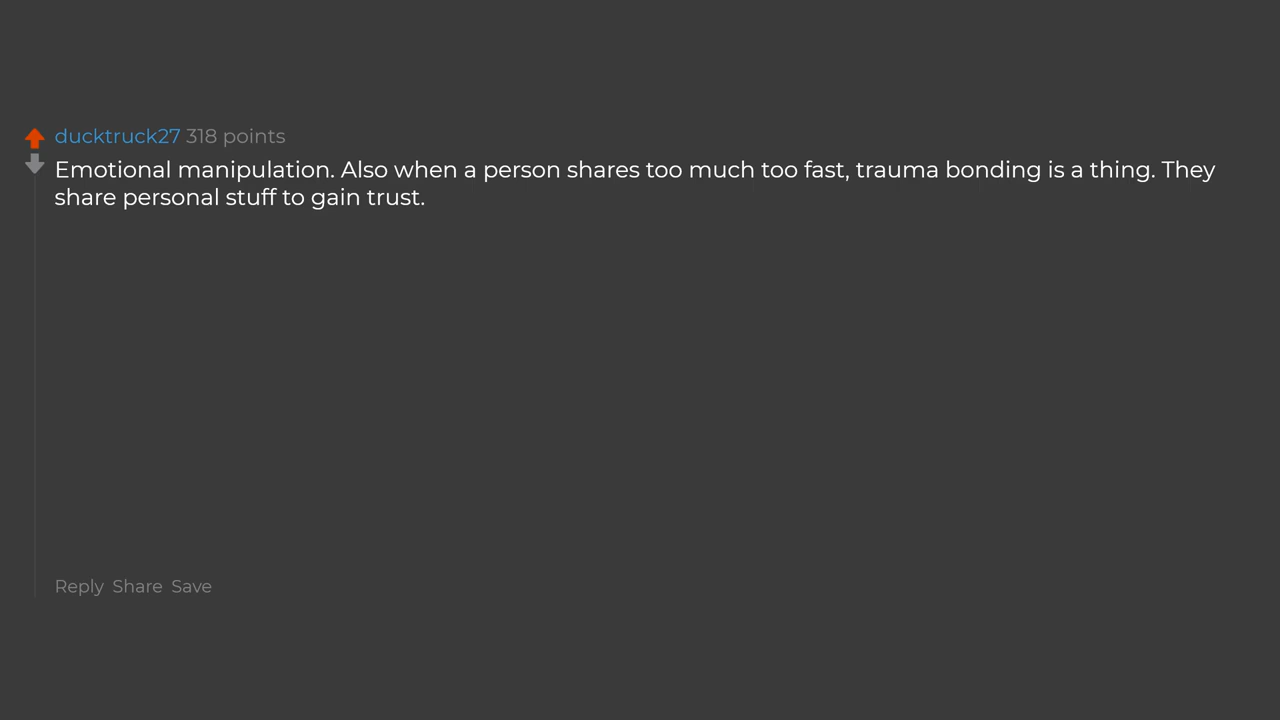 ducktruck27 318 points
Emotional manipulation. Also when a person shares too much too fast, trauma bonding is a thing. They
share personal stuff to gain trust.
Reply Share Save